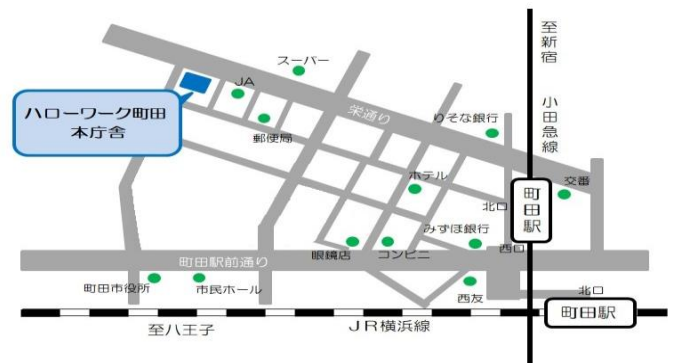 至新宿
小田急線
スーパー
JA
ハローワーク町田
本庁舎
栄通り
りそな銀行
郵便局
ホテル
交番
北口
町田駅
みずほ銀行
西口
眼鏡店
コンビニ
町田駅前通り
町田市役所
市民ホール
西友
北口
町田駅
至八王子
JR横浜線